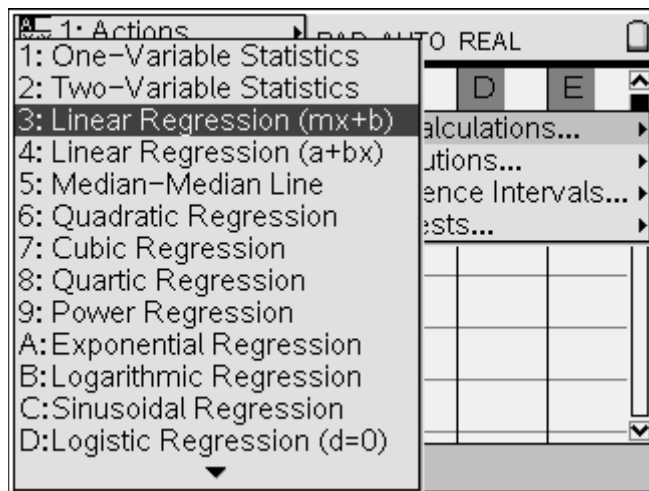 1: Actions
RAD AUTO REAL
1: One-Variable Statistics
2: Two-Variable Statistics
3: Linear Regression (mx+b)
4: Linear Regression (a+bx)
5: Median-Median Line
6: Quadratic Regression
7: Cubic Regression
8: Quartic Regression
9: Power Regression
A:Exponential Regression
B:Logarithmic Regression
C:Sinusoidal Regression
D:Logistic Regression (d=0)
D E
alculations...
utions...
ence Intervals...
ests...